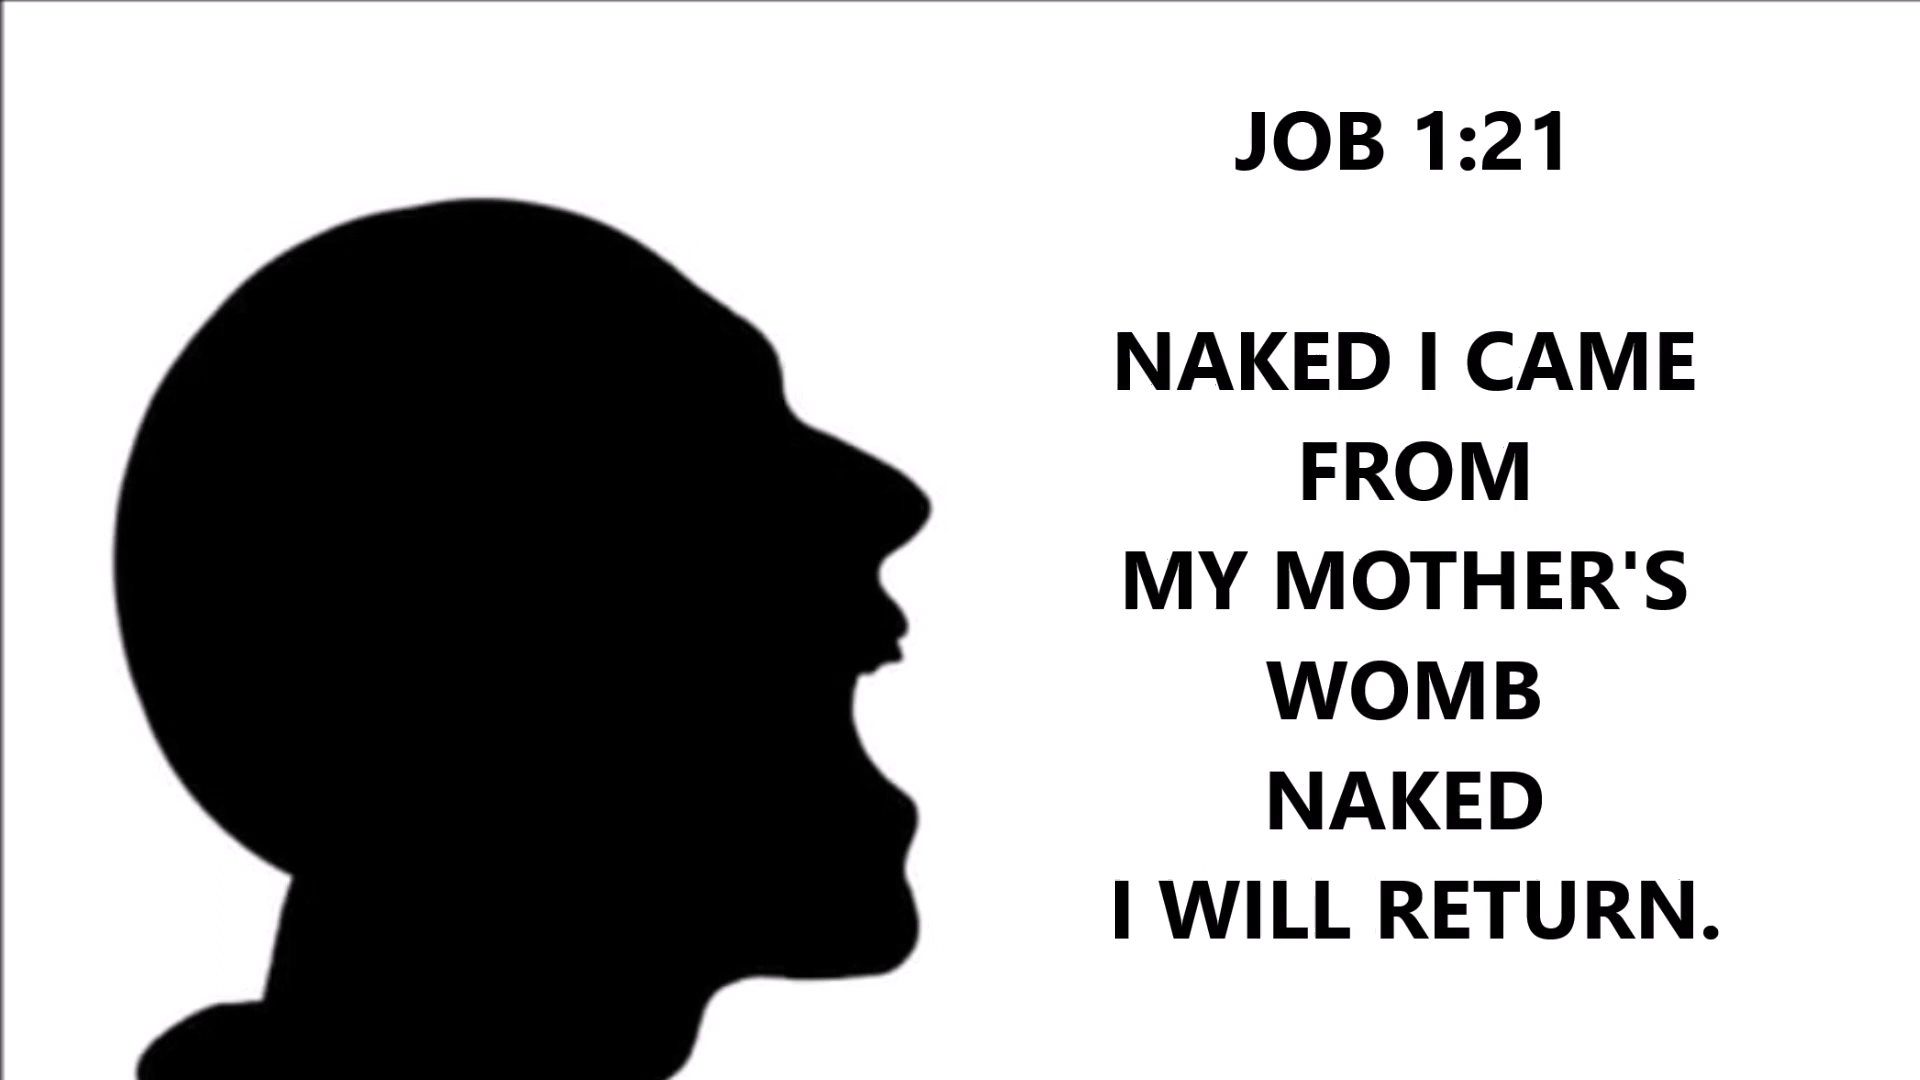 JOB 1:21
NAKED I CAME
FROM
MY MOTHER'S
WOMB
NAKED
I WILL RETURN.